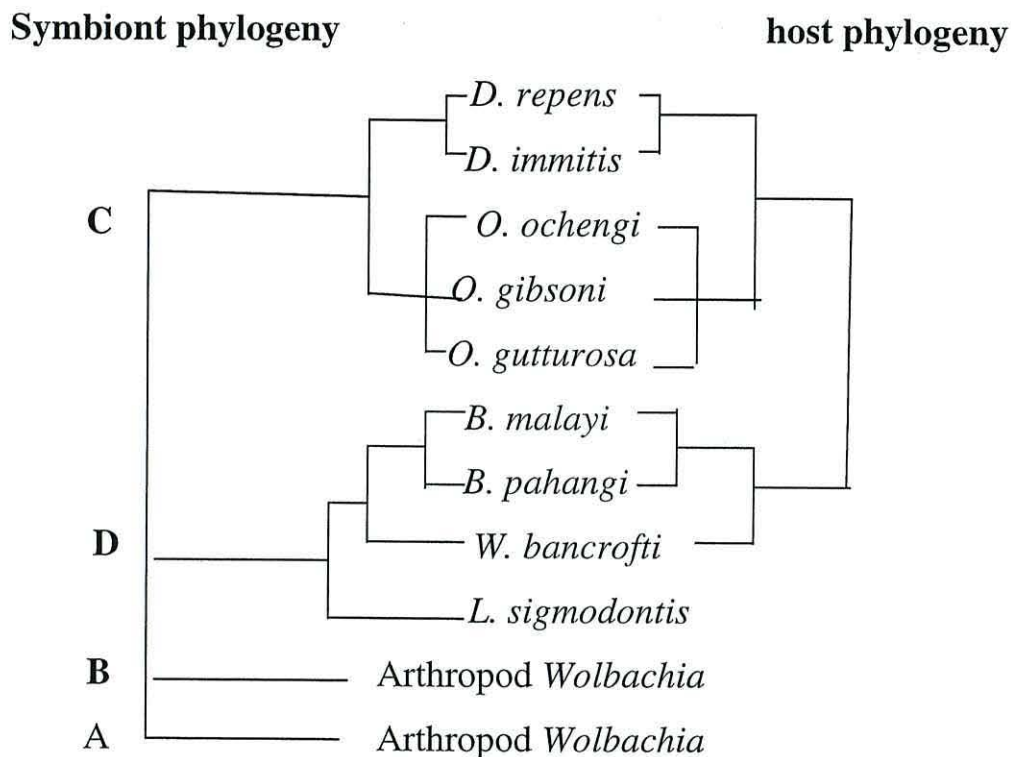 Symbiont phylogeny
host phylogeny
D. repens
D. immitis
C
O. ochengi
O. gibsoni
O. gutturosa
B. malayi
B. pahangi
D
W. bancrofti
L. sigmodontis
B
Arthropod Wolbachia
A
Arthropod Wolbachia